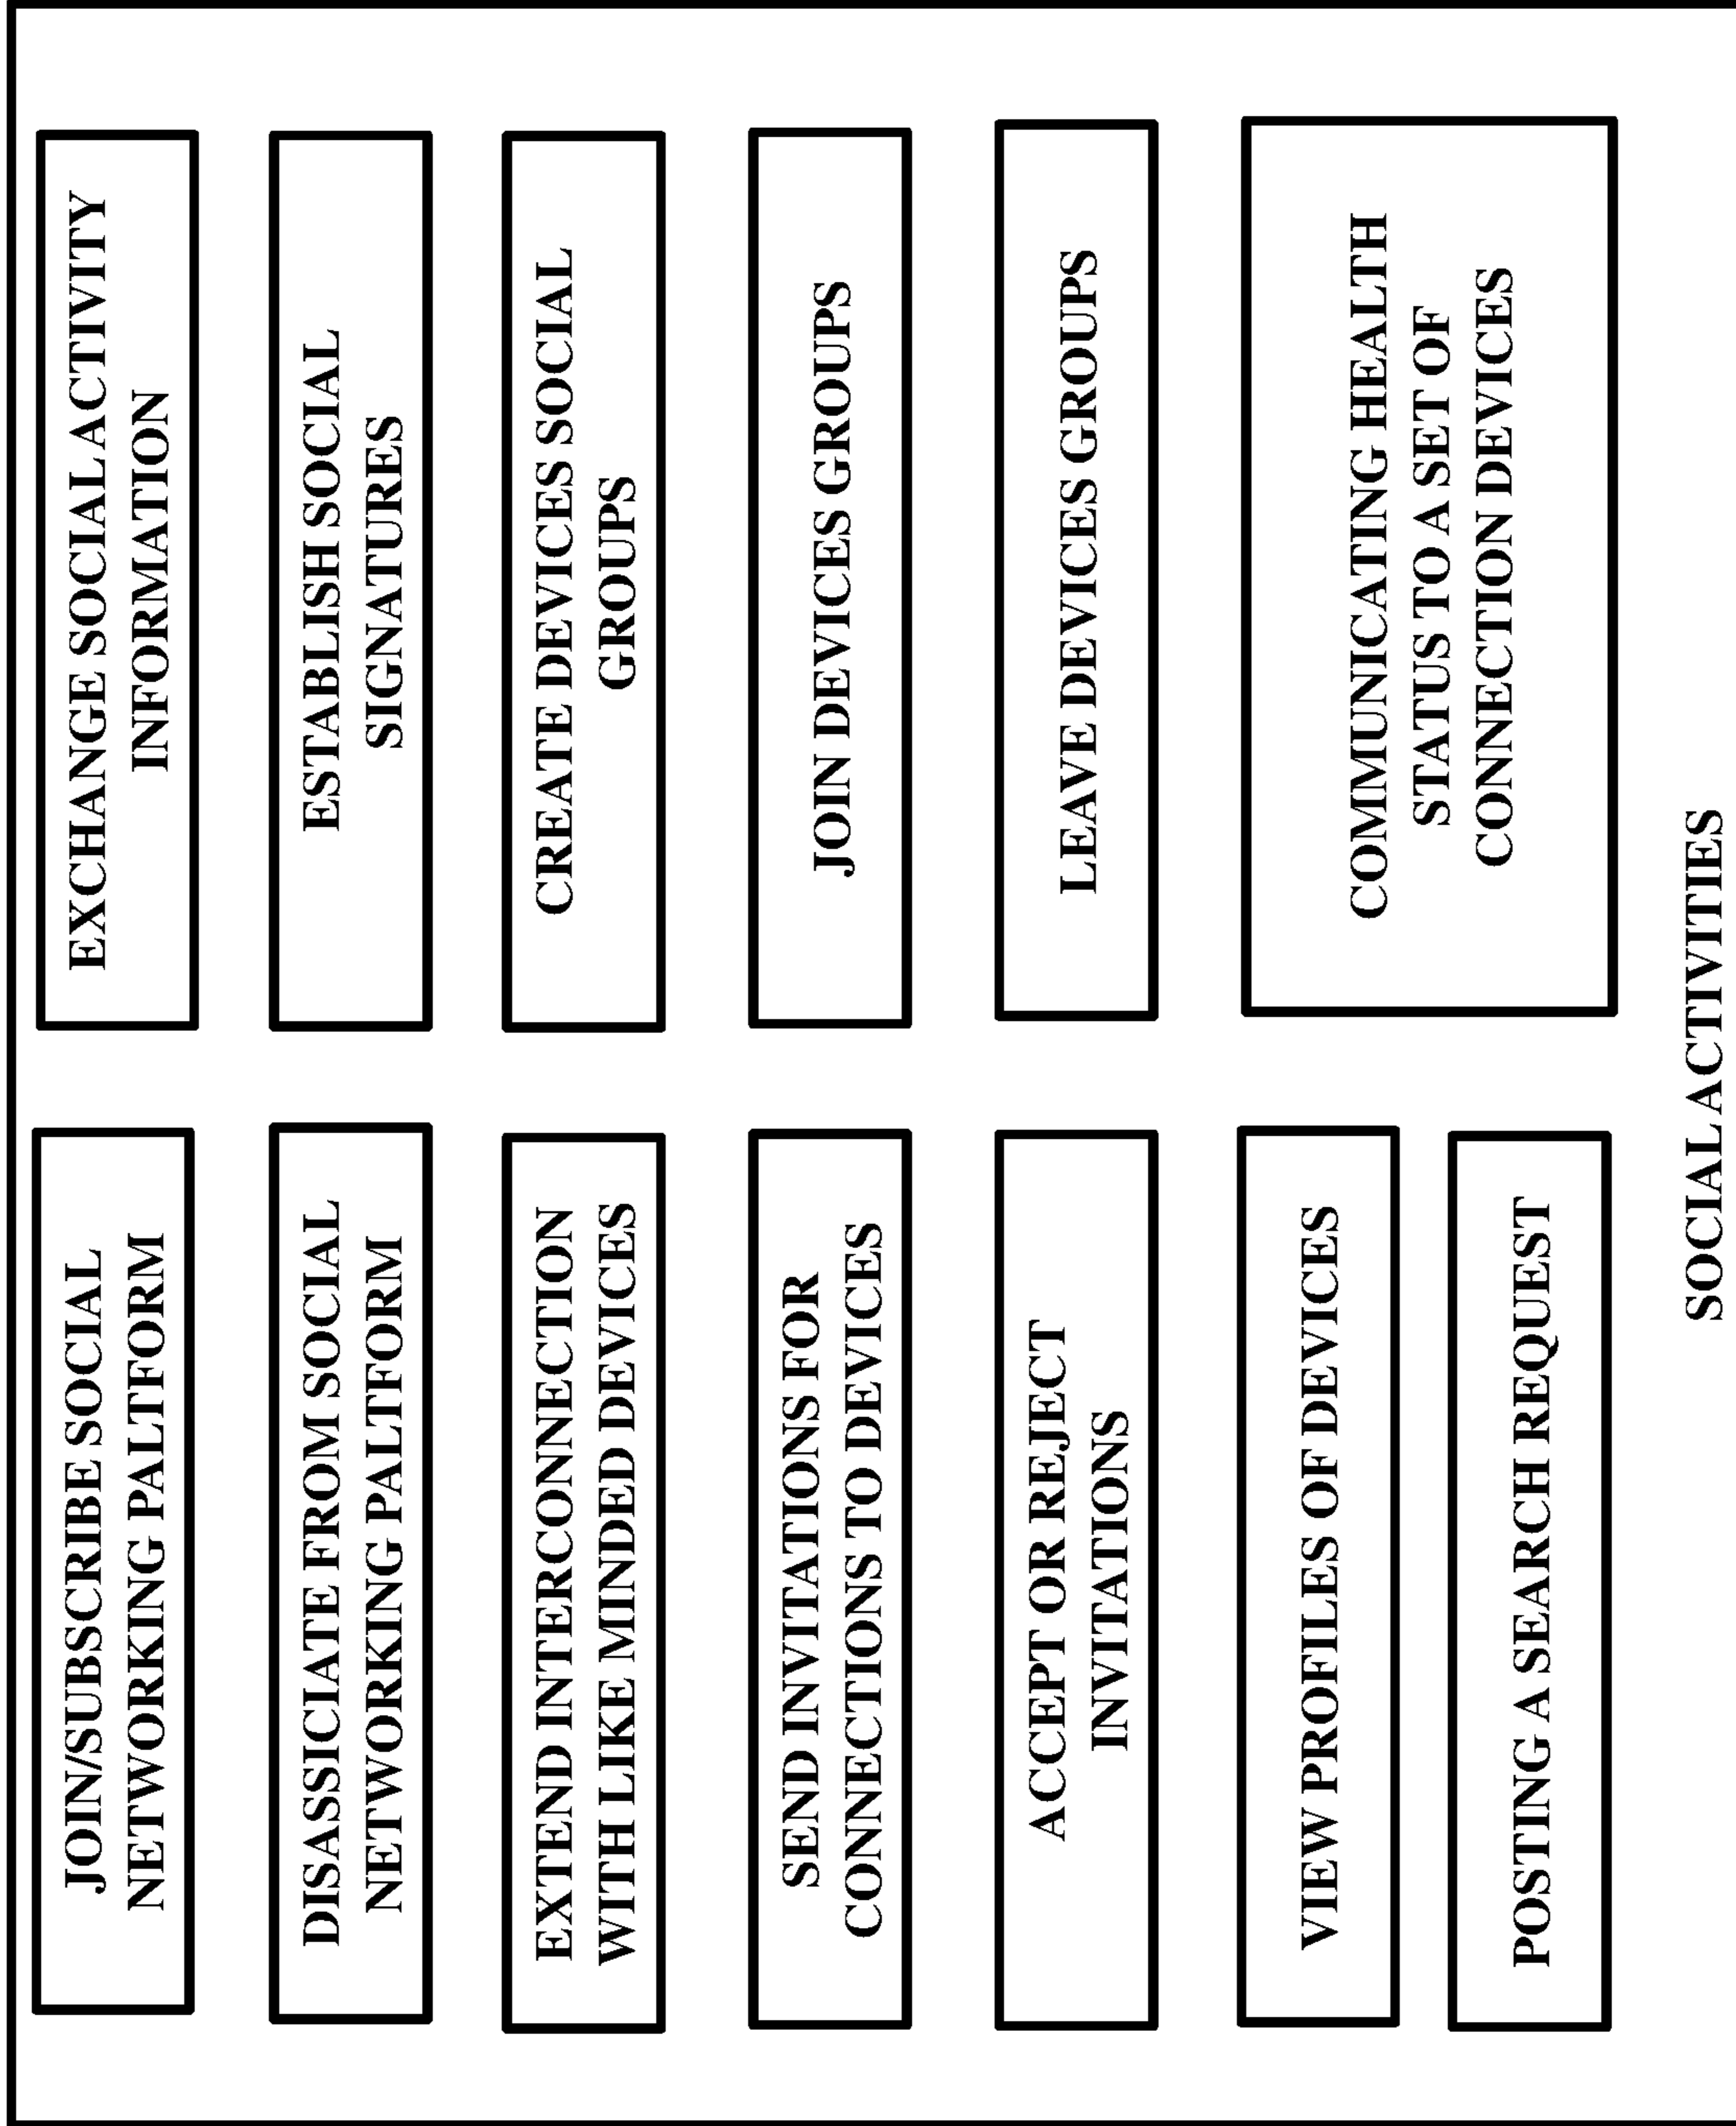 JOIN/SUBSCRIBE SOCIAL
NETWORKING PALTFORM
DISASSICIATE FROM SOCIAL
NETWORKING PALTFORM
EXTEND INTERCONNECTION
WITH LIKE MINDED DEVICES
SEND INVITATIONS FOR
CONNECTIONS TO DEVICES
ACCEPT OR REJECT
INVITATIONS
VIEW PROFILES OF DEVICES
POSTING A SEARCH REQUEST
EXCHANGE SOCIAL ACTIVITY
INFORMATION
ESTABLISH SOCIAL
SIGNATURES
CREATE DEVICES SOCIAL
GROUPS
JOIN DEVICES GROUPS
LEAVE DEVICES GROUPS
COMMUNICATING HEALTH
STATUS TO A SET OF
CONNECTION DEVICES
SOCIAL ACTIVITIES